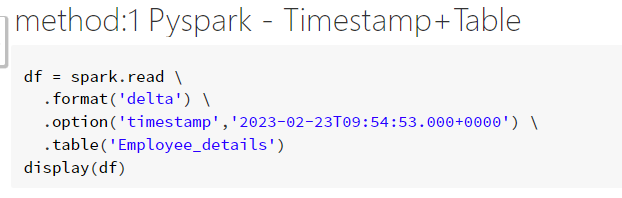 method:1 Pyspark - Timestamp+Table
df = spark.read \
  .format('delta') \
  .option('timestamp','2023-02-23T09:54:53.000+0000') \
  .table('Employee_details')
display(df)